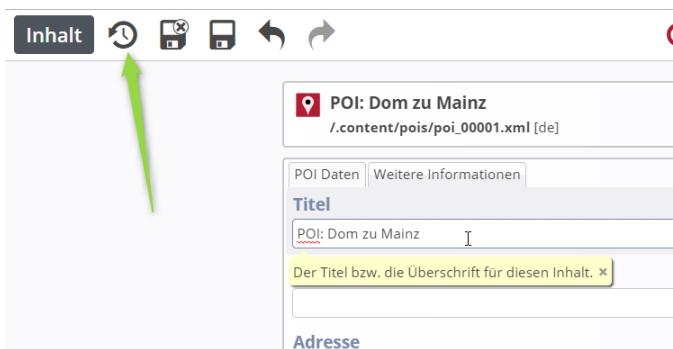 Inhalt
POI: Dom zu Mainz
/.content/pois/poi_00001.xml [de]
POI Daten
Weitere Informationen
Titel
POI: Dom zu Mainz
Der Titel bzw. die Überschrift für diesen Inhalt. ×
Adresse